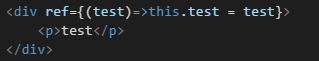 <div ref={(test)=>this.test = test}>
<p>test</p>
</div>